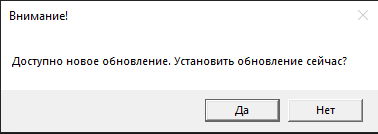 Внимание!
Доступно новое обновление. Установить обновление сейчас?
Да
Нет